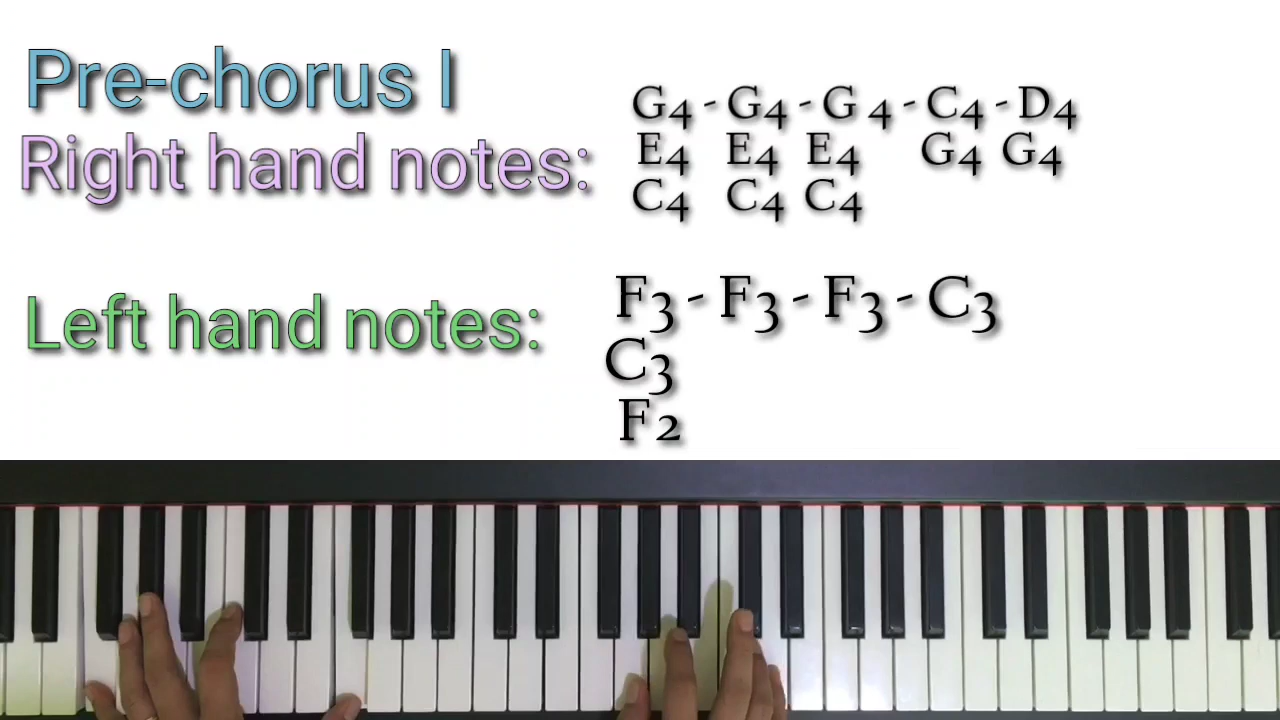 Pre-chorus I
Right hand notes:
G4 - G4 - G 4 - C4 - D4
E4 E4 E4 G4 G4
C4 C4 C4
Left hand notes:
F3 - F3 - F3 - C3
C3
F2